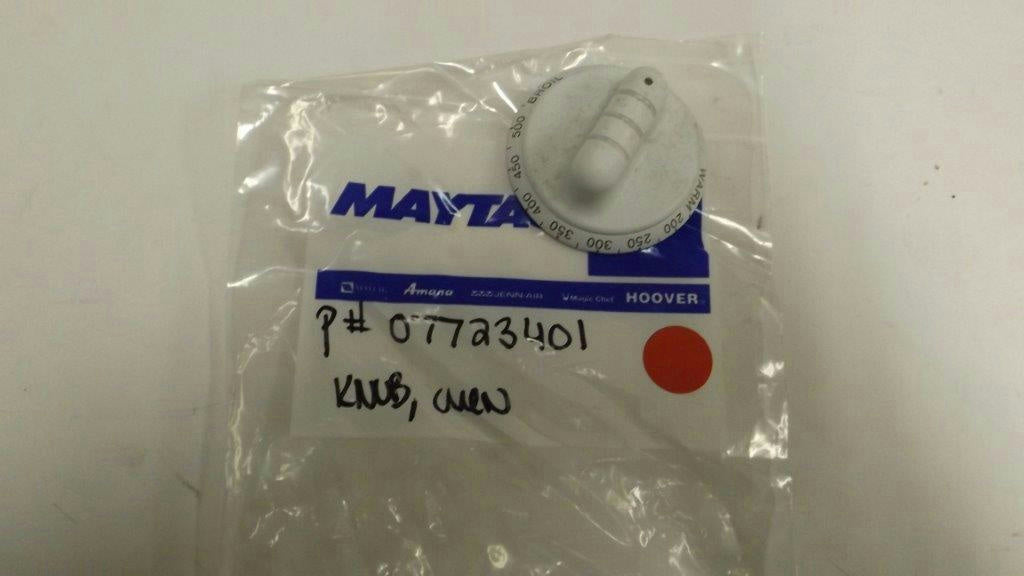 BROIL
500
450
400
350
300
250
200
WARM
MAYTA
Amana JENN-AIR Magic Chef HOOVER
P# 07723401
KNOB, OVEN